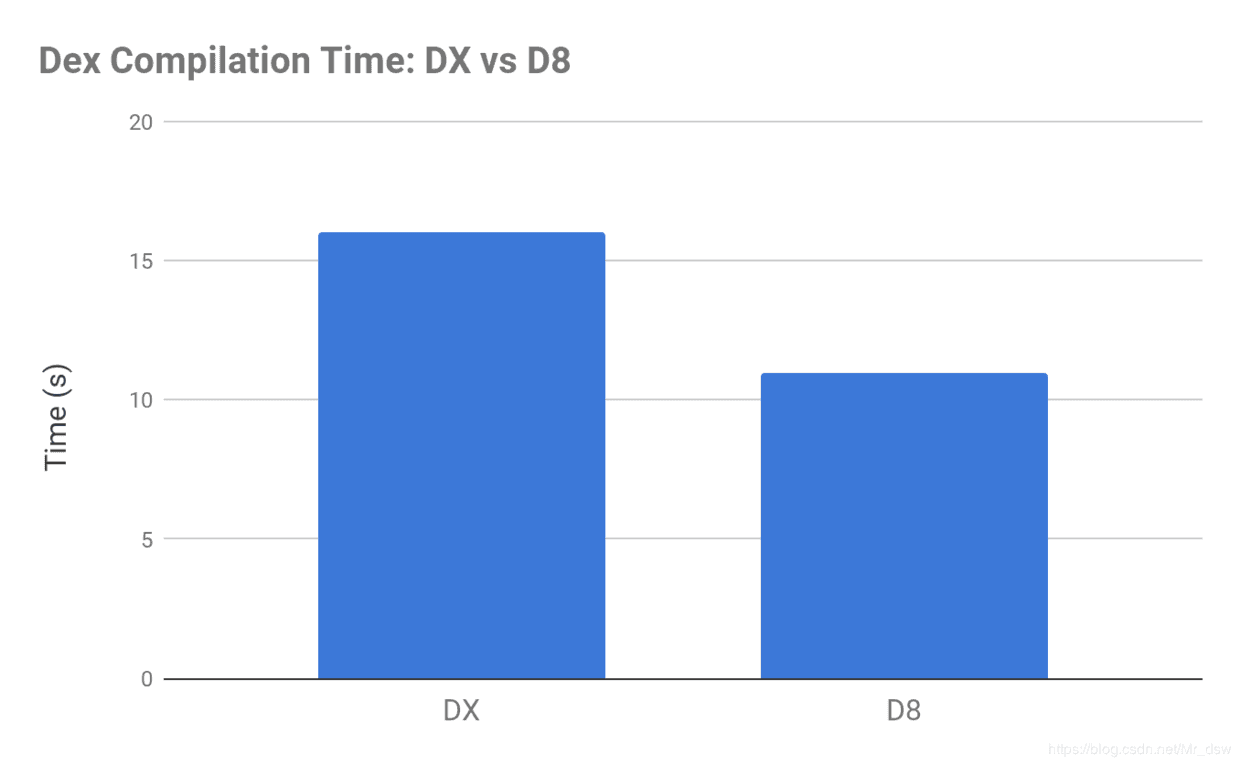 Dex Compilation Time: DX vs D8
20
15
10
5
0
Time (s)
DX
D8
https://blog.csdn.net/Mr_dsw